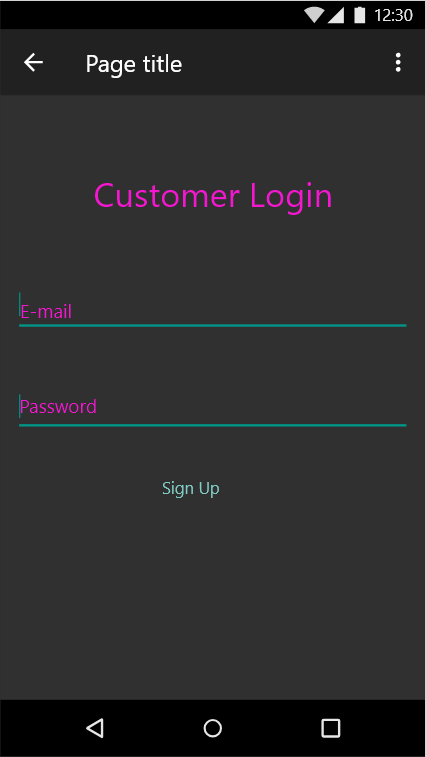 12:30
Page title
Customer Login
E-mail
Password
Sign Up